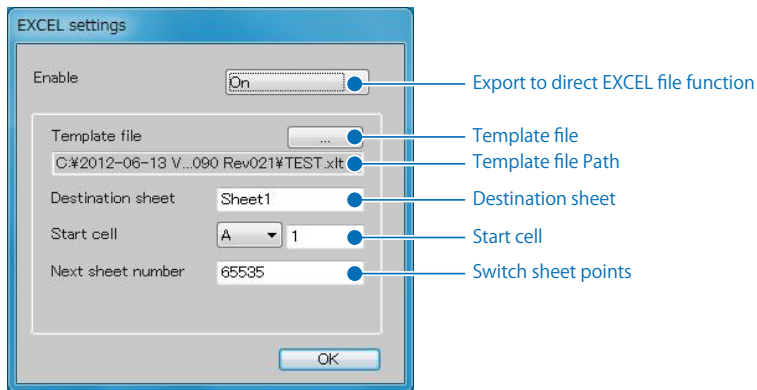 EXCEL settings
Enable On Export to direct EXCEL file function
Template file ... Template file
C:¥2012-06-13 V...090 Rev021¥TEST.xlt Template file Path
Destination sheet Sheet1 Destination sheet
Start cell A 1 Start cell
Next sheet number 65535 Switch sheet points
OK